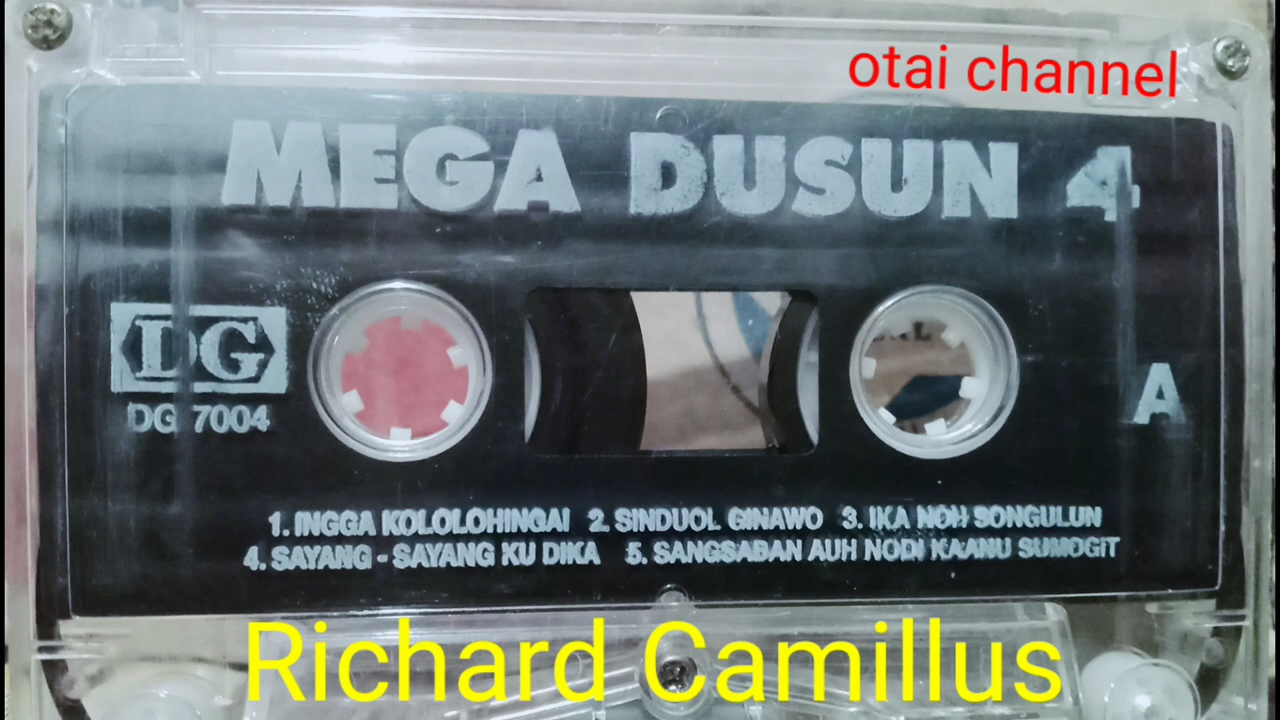 otai channel
MEGA DUSUN 4
DG
DG 7004
A
1. INGGA KOLOLOHINGAI 2. SINDUOL GINAWO 3. IKA NOH SONGULUN
4. SAYANG - SAYANG KU DIKA 5. SANGSABAN AUH NODI KAANU SUMOGIT
Richard Camillus